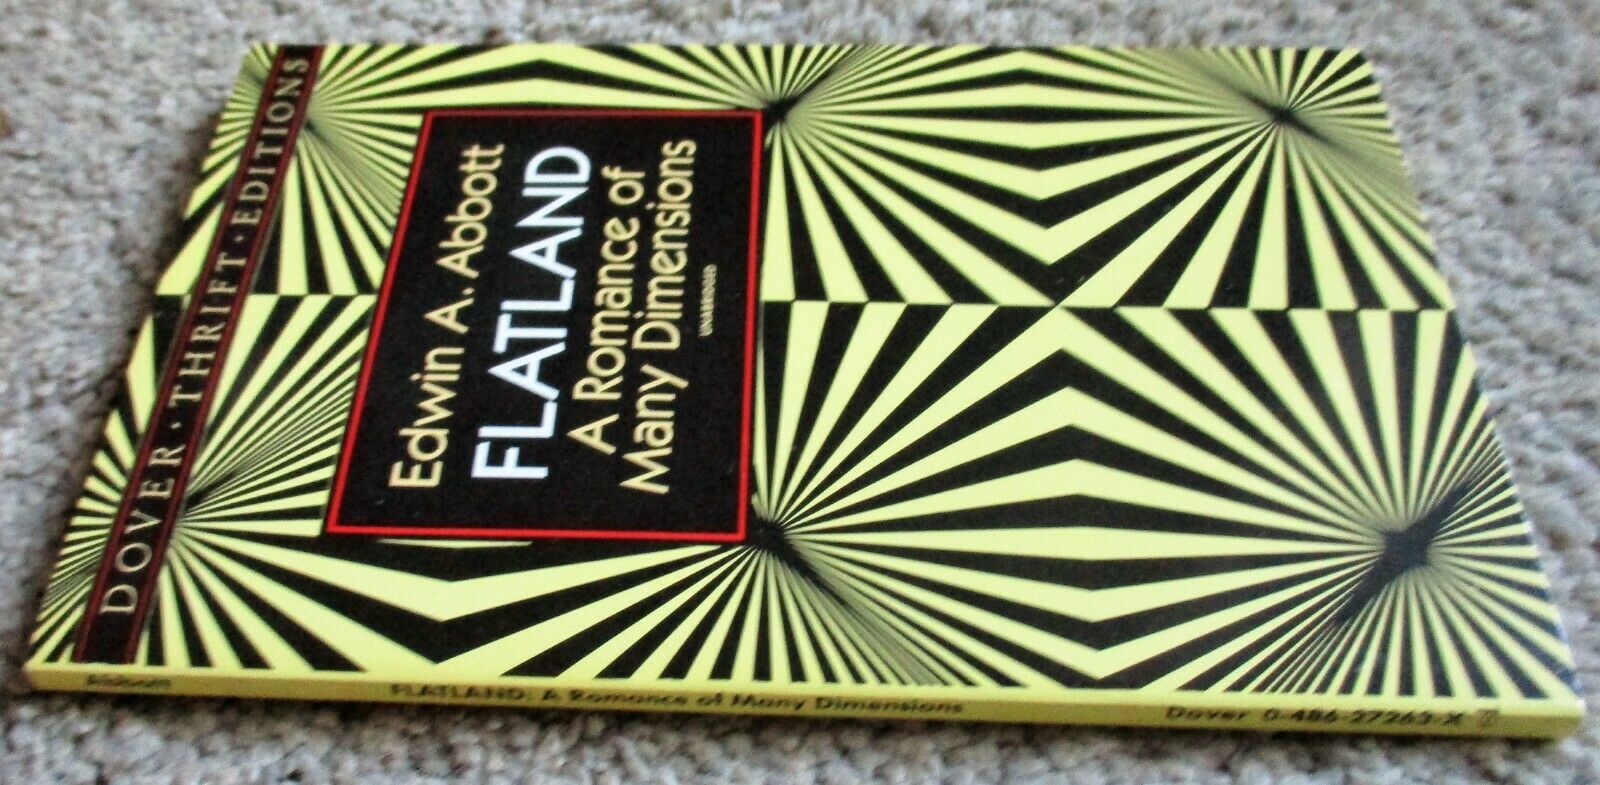 DOVER · THRIFT · EDITIONS
Edwin A. Abbott
FLATLAND
A Romance of
Many Dimensions
UNABRIDGED
Abbott
FLATLAND: A Romance of Many Dimensions
Dover 0-486-27263-X